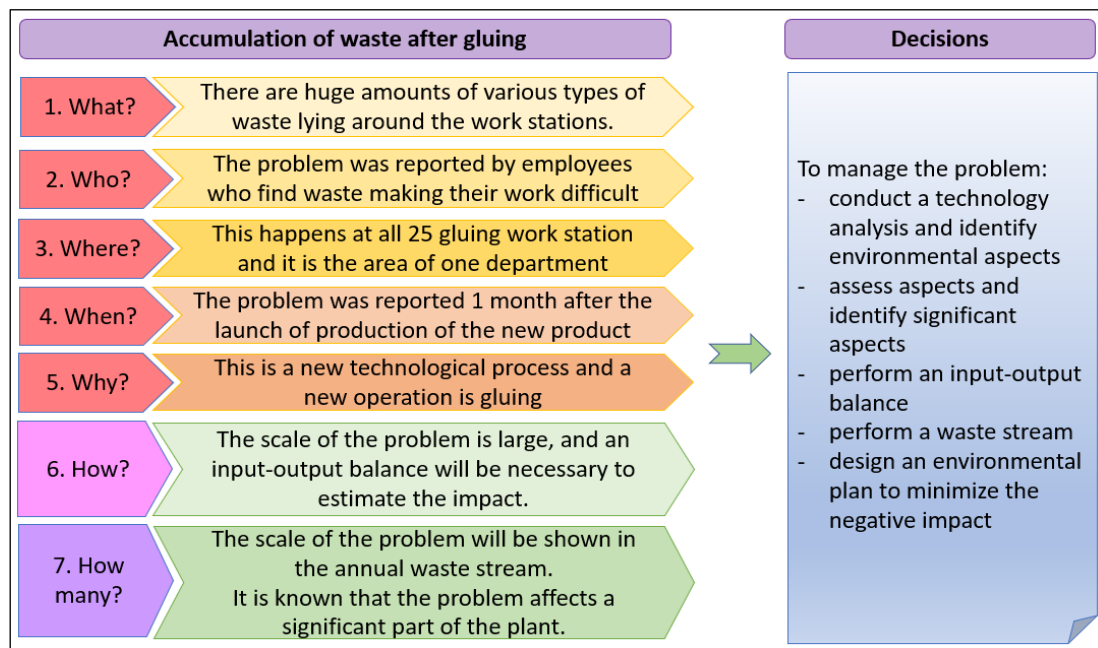 Accumulation of waste after gluing
Decisions
1. What?
There are huge amounts of various types of
waste lying around the work stations.
2. Who?
The problem was reported by employees
who find waste making their work difficult
3. Where?
This happens at all 25 gluing work station
and it is the area of one department
4. When?
The problem was reported 1 month after the
launch of production of the new product
5. Why?
This is a new technological process and a
new operation is gluing
6. How?
The scale of the problem is large, and an
input-output balance will be necessary to
estimate the impact.
7. How
many?
The scale of the problem will be shown in
the annual waste stream.
It is known that the problem affects a
significant part of the plant.
To manage the problem:
- conduct a technology
analysis and identify
environmental aspects
- assess aspects and
identify significant
aspects
- perform an input-output
balance
- perform a waste stream
- design an environmental
plan to minimize the
negative impact